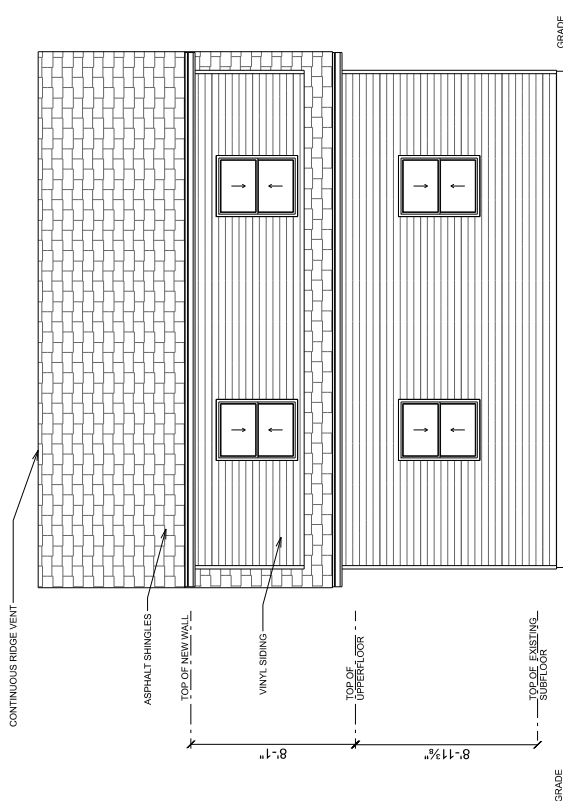 GRADE
CONTINUOUS RIDGE VENT
ASPHALT SHINGLES
TOP OF NEW WALL
VINYL SIDING
TOP OF
UPPERFLOOR
TOP OF EXISTING
SUBFLOOR
8'-1"
8'-11⅜"
GRADE